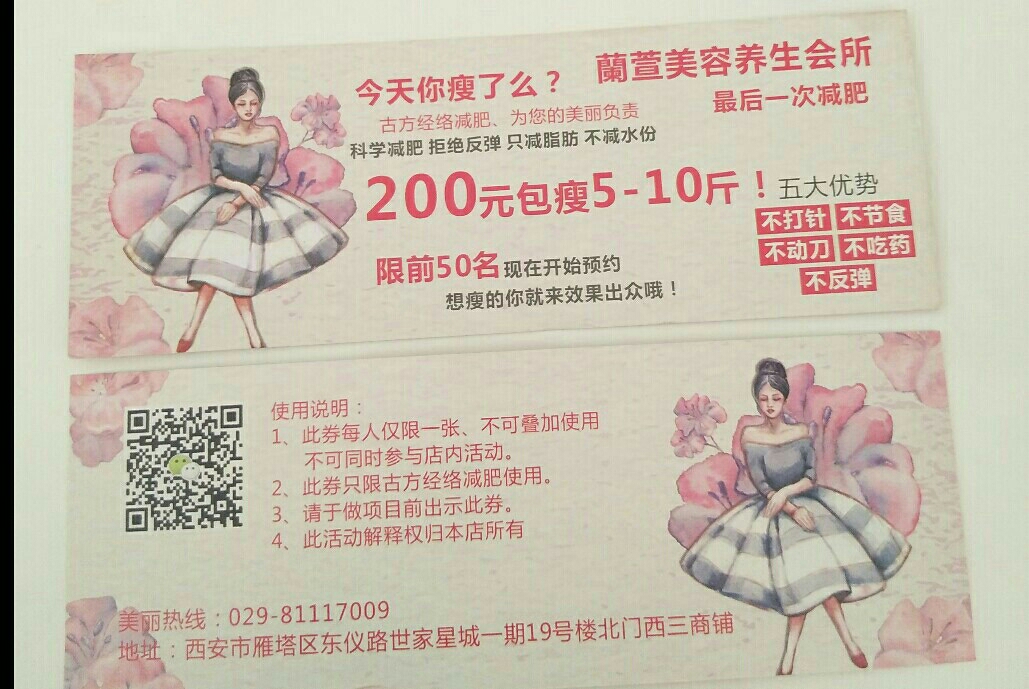 今天你瘦了么？
蘭萱美容养生会所
最后一次减肥
古方经络减肥、为您的美丽负责
科学减肥 拒绝反弹 只减脂肪 不减水份
200元包瘦5-10斤！
五大优势
不打针 不节食
不动刀 不吃药
不反弹
限前50名现在开始预约
想瘦的你就来效果出众哦！
使用说明：
1、此券每人仅限一张、不可叠加使用
不可同时参与店内活动。
2、此券只限古方经络减肥使用。
3、请于做项目前出示此券。
4、此活动解释权归本店所有
美丽热线：029-81117009
地址：西安市雁塔区东仪路世家星城一期19号楼北门西三商铺